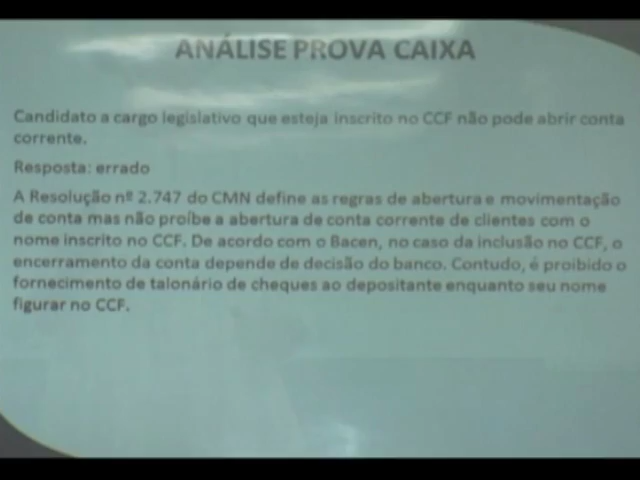 ANÁLISE PROVA CAIXA
Candidato a cargo legislativo que esteja inscrito no CCF não pode abrir conta
corrente.
Resposta: errado
A Resolução nº 2.747 do CMN define as regras de abertura e movimentação
de conta mas não proíbe a abertura de conta corrente de clientes com o
nome inscrito no CCF. De acordo com o Bacen, no caso da inclusão no CCF, o
encerramento da conta depende de decisão do banco. Contudo, é proibido o
fornecimento de talonário de cheques ao depositante enquanto seu nome
figurar no CCF.